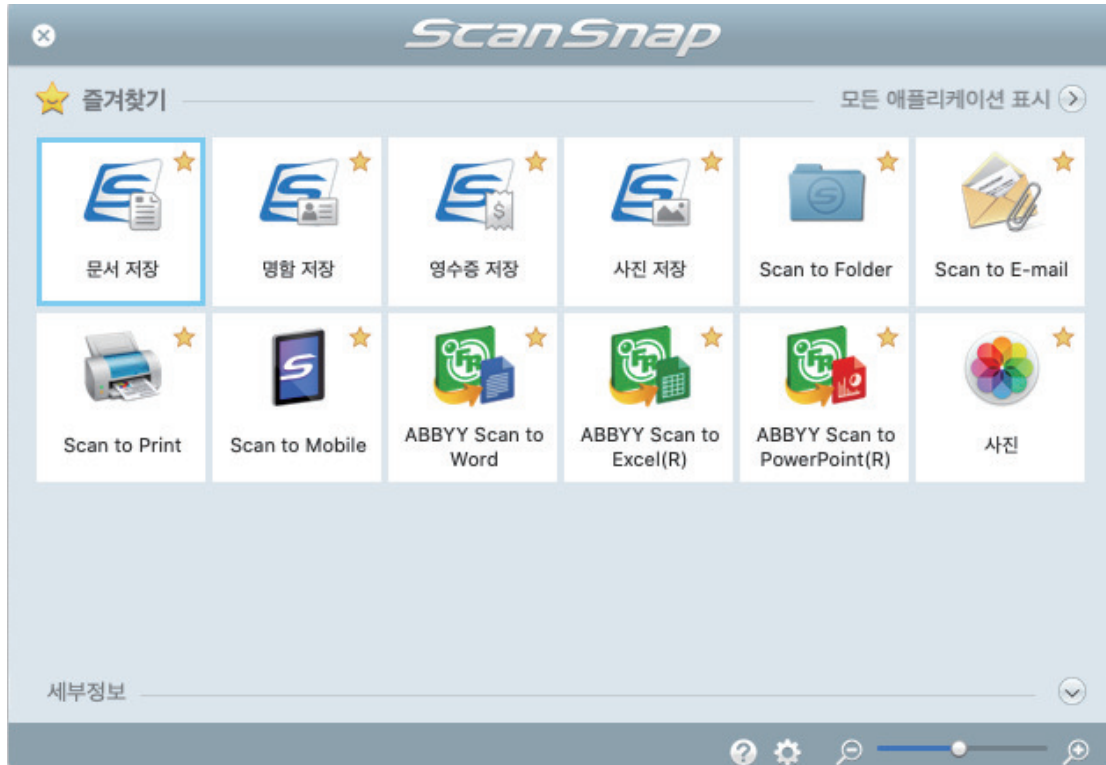 ScanSnap
즐겨찾기
모든 애플리케이션 표시
문서 저장
명함 저장
영수증 저장
사진 저장
Scan to Folder
Scan to E-mail
Scan to Print
Scan to Mobile
ABBYY Scan to
Word
ABBYY Scan to
Excel(R)
ABBYY Scan to
PowerPoint(R)
사진
세부정보